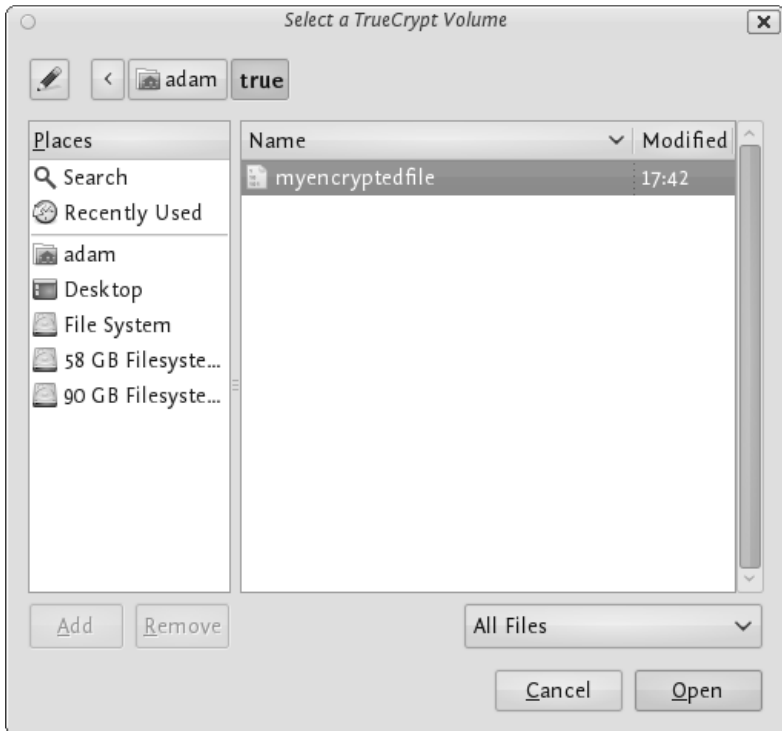 Select a TrueCrypt Volume
adam true
Places
Search
Recently Used
adam
Desktop
File System
58 GB Filesyste...
90 GB Filesyste...
Name Modified
myencryptedfile 17:42
Add Remove
All Files
Cancel Open